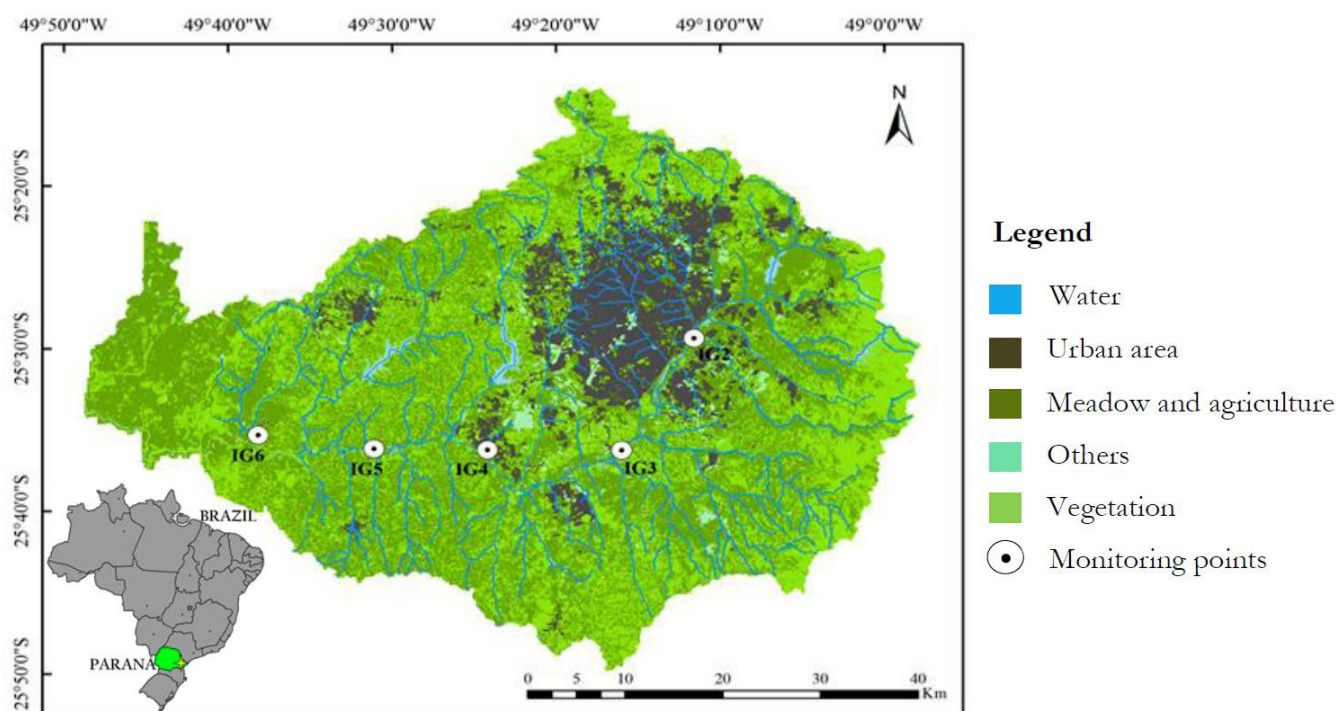 49°50'0"W 49°40'0"W 49°30'0"W 49°20'0"W 49°10'0"W 49°00'0"W
N
25°20'0"S
25°30'0"S
25°40'0"S
25°50'0"S
IG2
IG6
IG5
IG4
IG3
BRAZIL
PARANA
0 5 10 20 30 40
Km
Legend
Water
Urban area
Meadow and agriculture
Others
Vegetation
Monitoring points